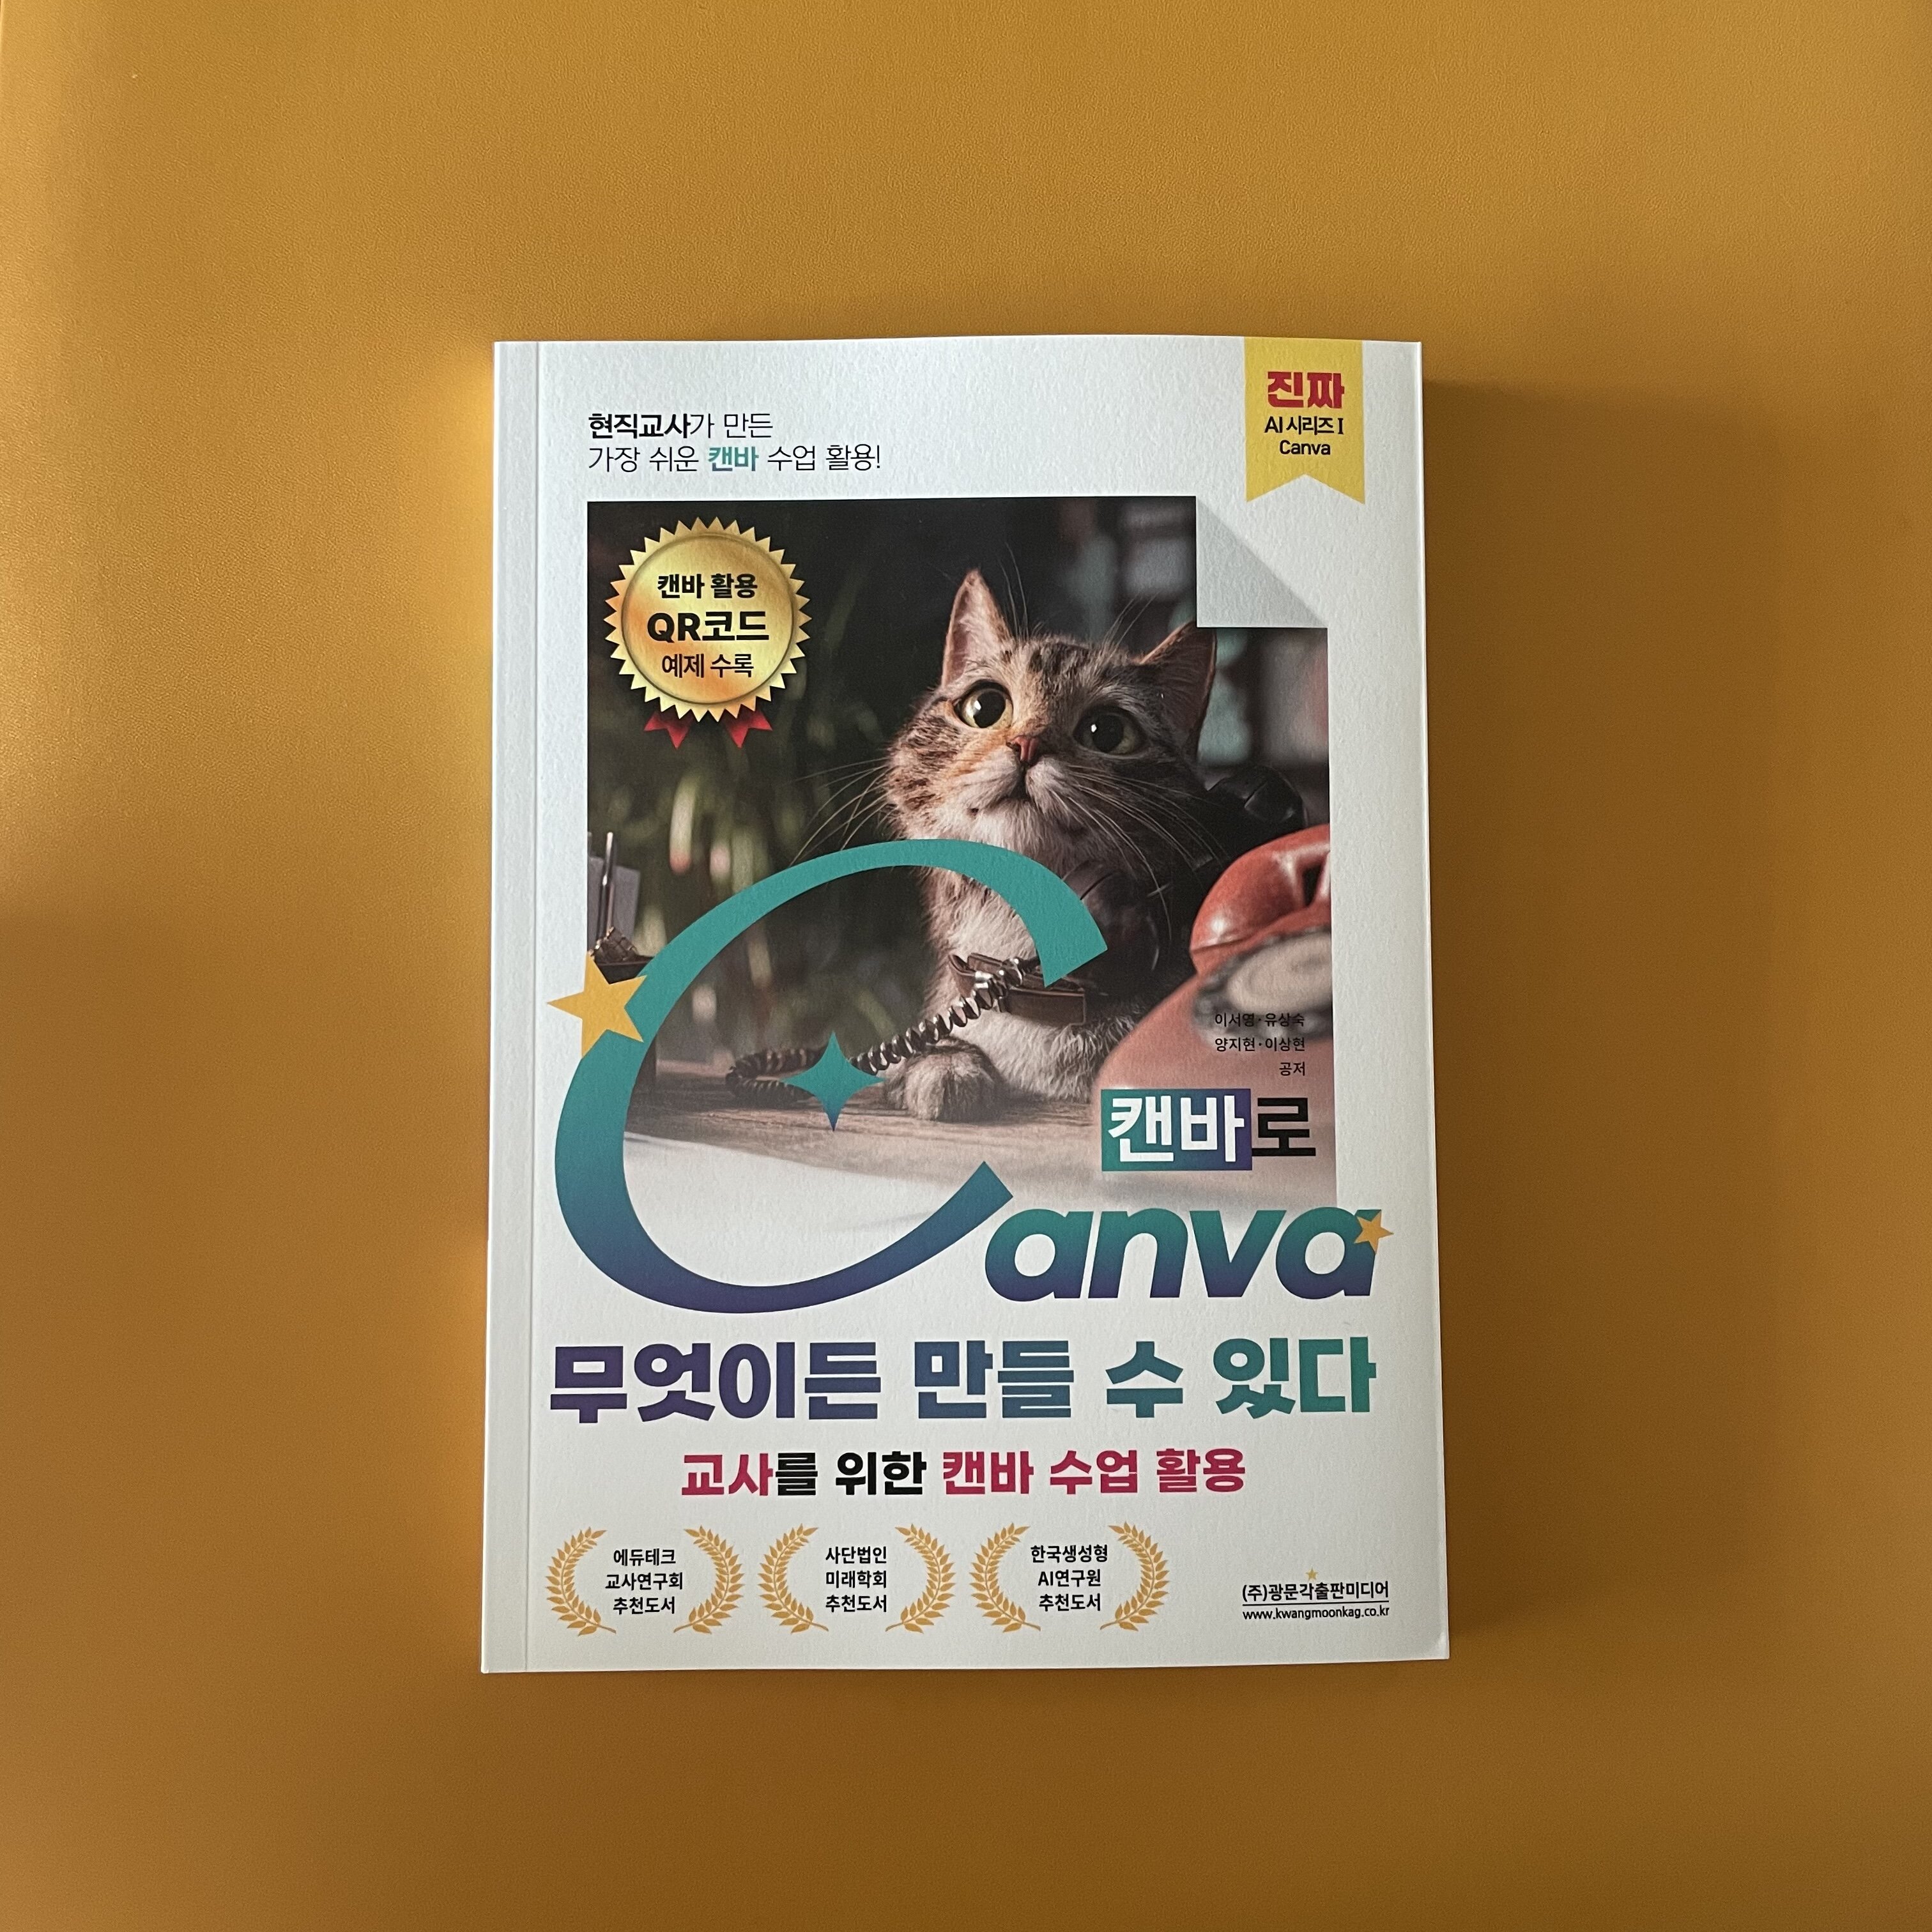 현직교사가 만든
가장 쉬운 캔바 수업 활용!
진짜
AI 시리즈 I
Canva
캔바 활용
QR코드
예제 수록
이서영·유상숙
양지현·이상현
공저
캔바로
Canva
무엇이든 만들 수 있다
교사를 위한 캔바 수업 활용
에듀테크
교사연구회
추천도서
사단법인
미래학회
추천도서
한국생성형
AI연구원
추천도서
(주)광문각출판미디어
www.kwangmoonkag.co.kr